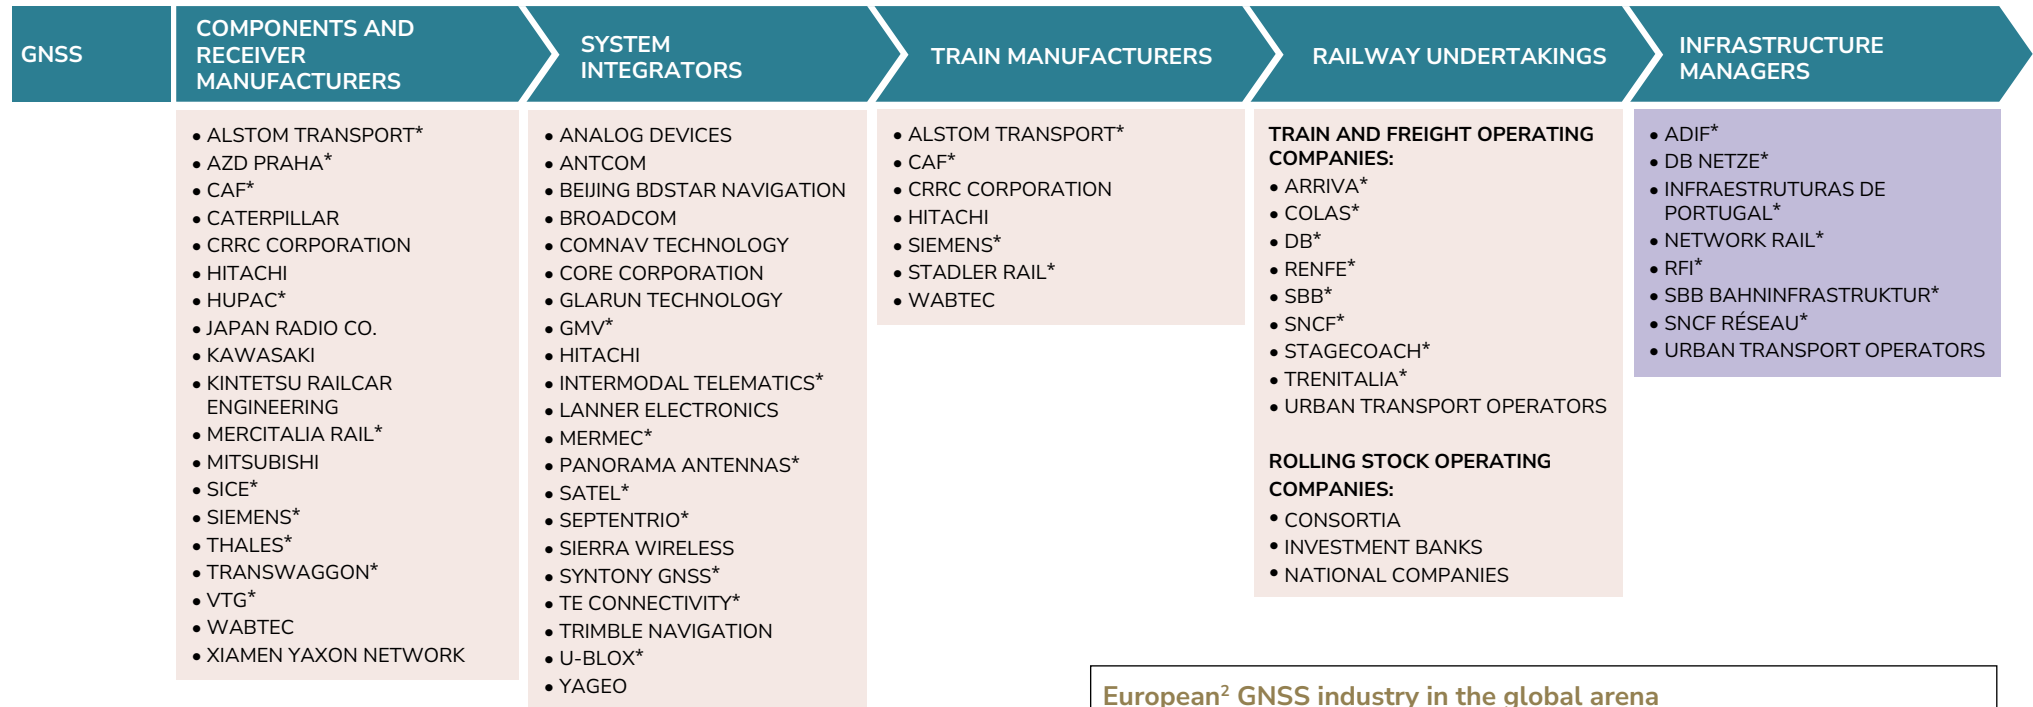 GNSS
COMPONENTS AND
RECEIVER
MANUFACTURERS
SYSTEM
INTEGRATORS
TRAIN MANUFACTURERS
RAILWAY UNDERTAKINGS
INFRASTRUCTURE
MANAGERS
• ALSTOM TRANSPORT*
• AZD PRAHA*
• CAF*
• CATERPILLAR
• CRRC CORPORATION
• HITACHI
• HUPAC*
• JAPAN RADIO CO.
• KAWASAKI
• KINTETSU RAILCAR
ENGINEERING
• MERCITALIA RAIL*
• MITSUBISHI
• SICE*
• SIEMENS*
• THALES*
• TRANSWAGGON*
• VTG*
• WABTEC
• XIAMEN YAXON NETWORK
• ANALOG DEVICES
• ANTCOM
• BEIJING BDSTAR NAVIGATION
• BROADCOM
• COMNAV TECHNOLOGY
• CORE CORPORATION
• GLARUN TECHNOLOGY
• GMV*
• HITACHI
• INTERMODAL TELEMATICS*
• LANNER ELECTRONICS
• MERMEC*
• PANORAMA ANTENNAS*
• SATEL*
• SEPTENTRIO*
• SIERRA WIRELESS
• SYNTONY GNSS*
• TE CONNECTIVITY*
• TRIMBLE NAVIGATION
• U-BLOX*
• YAGEO
• ALSTOM TRANSPORT*
• CAF*
• CRRC CORPORATION
• HITACHI
• SIEMENS*
• STADLER RAIL*
• WABTEC
TRAIN AND FREIGHT OPERATING
COMPANIES:
• ARRIVA*
• COLAS*
• DB*
• RENFE*
• SBB*
• SNCF*
• STAGECOACH*
• TRENITALIA*
• URBAN TRANSPORT OPERATORS
ROLLING STOCK OPERATING
COMPANIES:
• CONSORTIA
• INVESTMENT BANKS
• NATIONAL COMPANIES
• ADIF*
• DB NETZE*
• INFRAESTRUTURAS DE
PORTUGAL*
• NETWORK RAIL*
• RFI*
• SBB BAHNINFRASTRUKTUR*
• SNCF RÉSEAU*
• URBAN TRANSPORT OPERATORS
European² GNSS industry in the global arena